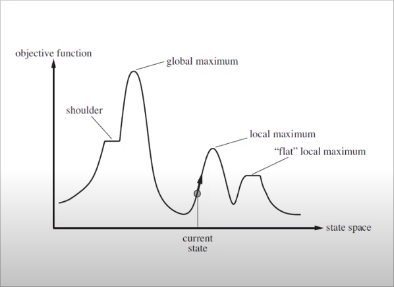 objective function
global maximum
shoulder
local maximum
“flat” local maximum
state space
current
state